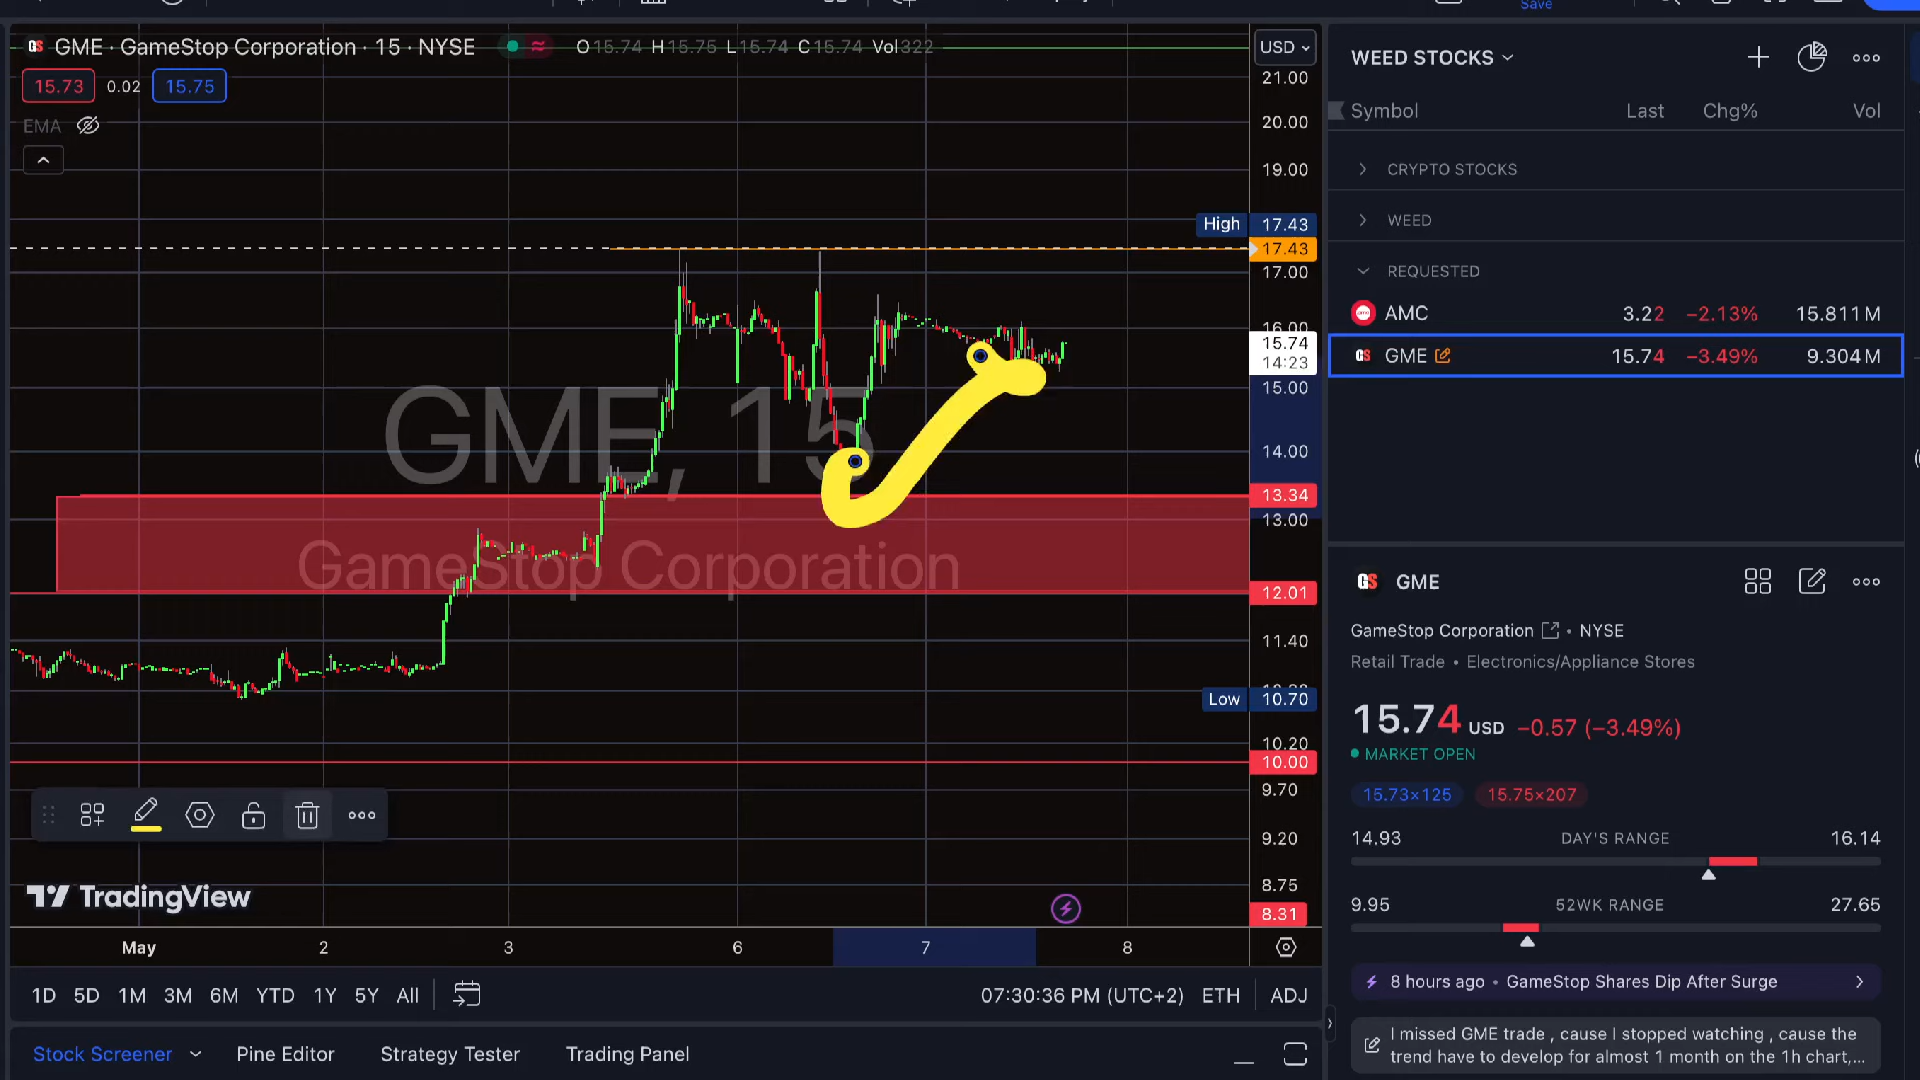 Save
GME · GameStop Corporation · 15 · NYSE
O15.74 H15.75 L15.74 C15.74 Vol322
15.73 0.02 15.75
EMA
USD
21.00
20.00
19.00
High 17.43
17.43
17.00
16.00
15.74
14:23
15.00
14.00
13.34
13.00
12.01
11.40
Low 10.70
10.20
10.00
9.70
9.20
8.75
8.31
GME, 15
GameStop Corporation
TradingView
May 2 3 6 7 8
1D 5D 1M 3M 6M YTD 1Y 5Y All
07:30:36 PM (UTC+2) ETH ADJ
Stock Screener Pine Editor Strategy Tester Trading Panel
WEED STOCKS
Symbol Last Chg% Vol
CRYPTO STOCKS
WEED
REQUESTED
AMC 3.22 −2.13% 15.811 M
GS GME 15.74 −3.49% 9.304 M
GS GME
GameStop Corporation • NYSE
Retail Trade • Electronics/Appliance Stores
15.74 USD −0.57 (−3.49%)
MARKET OPEN
15.73×125 15.75×207
14.93 DAY'S RANGE 16.14
9.95 52WK RANGE 27.65
8 hours ago • GameStop Shares Dip After Surge
I missed GME trade , cause I stopped watching , cause the
trend have to develop for almost 1 month on the 1h chart,...